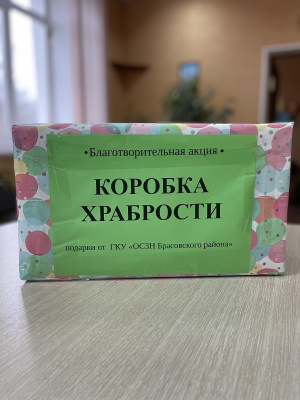 •Благотворительная акция•
КОРОБКА
ХРАБРОСТИ
подарки от ГКУ «ОСЗН Брасовского района»